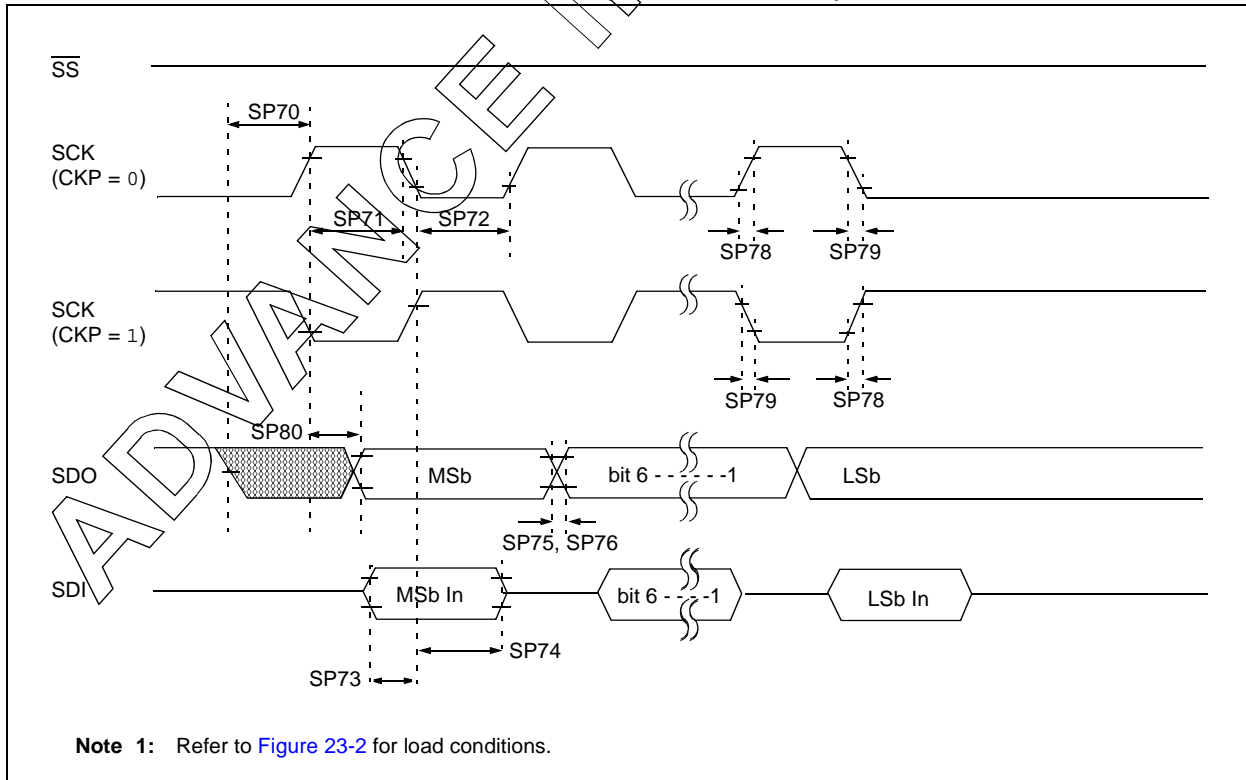 SS
SP70
SCK
(CKP = 0)
SP71
SP72
SP78
SP79
SCK
(CKP = 1)
SP79
SP78
SP80
SDO
MSb
bit 6 - - - - - -1
LSb
SP75, SP76
SDI
MSb In
bit 6 - - - - -1
LSb In
SP74
SP73
Note 1: Refer to Figure 23-2 for load conditions.
ADVANCE